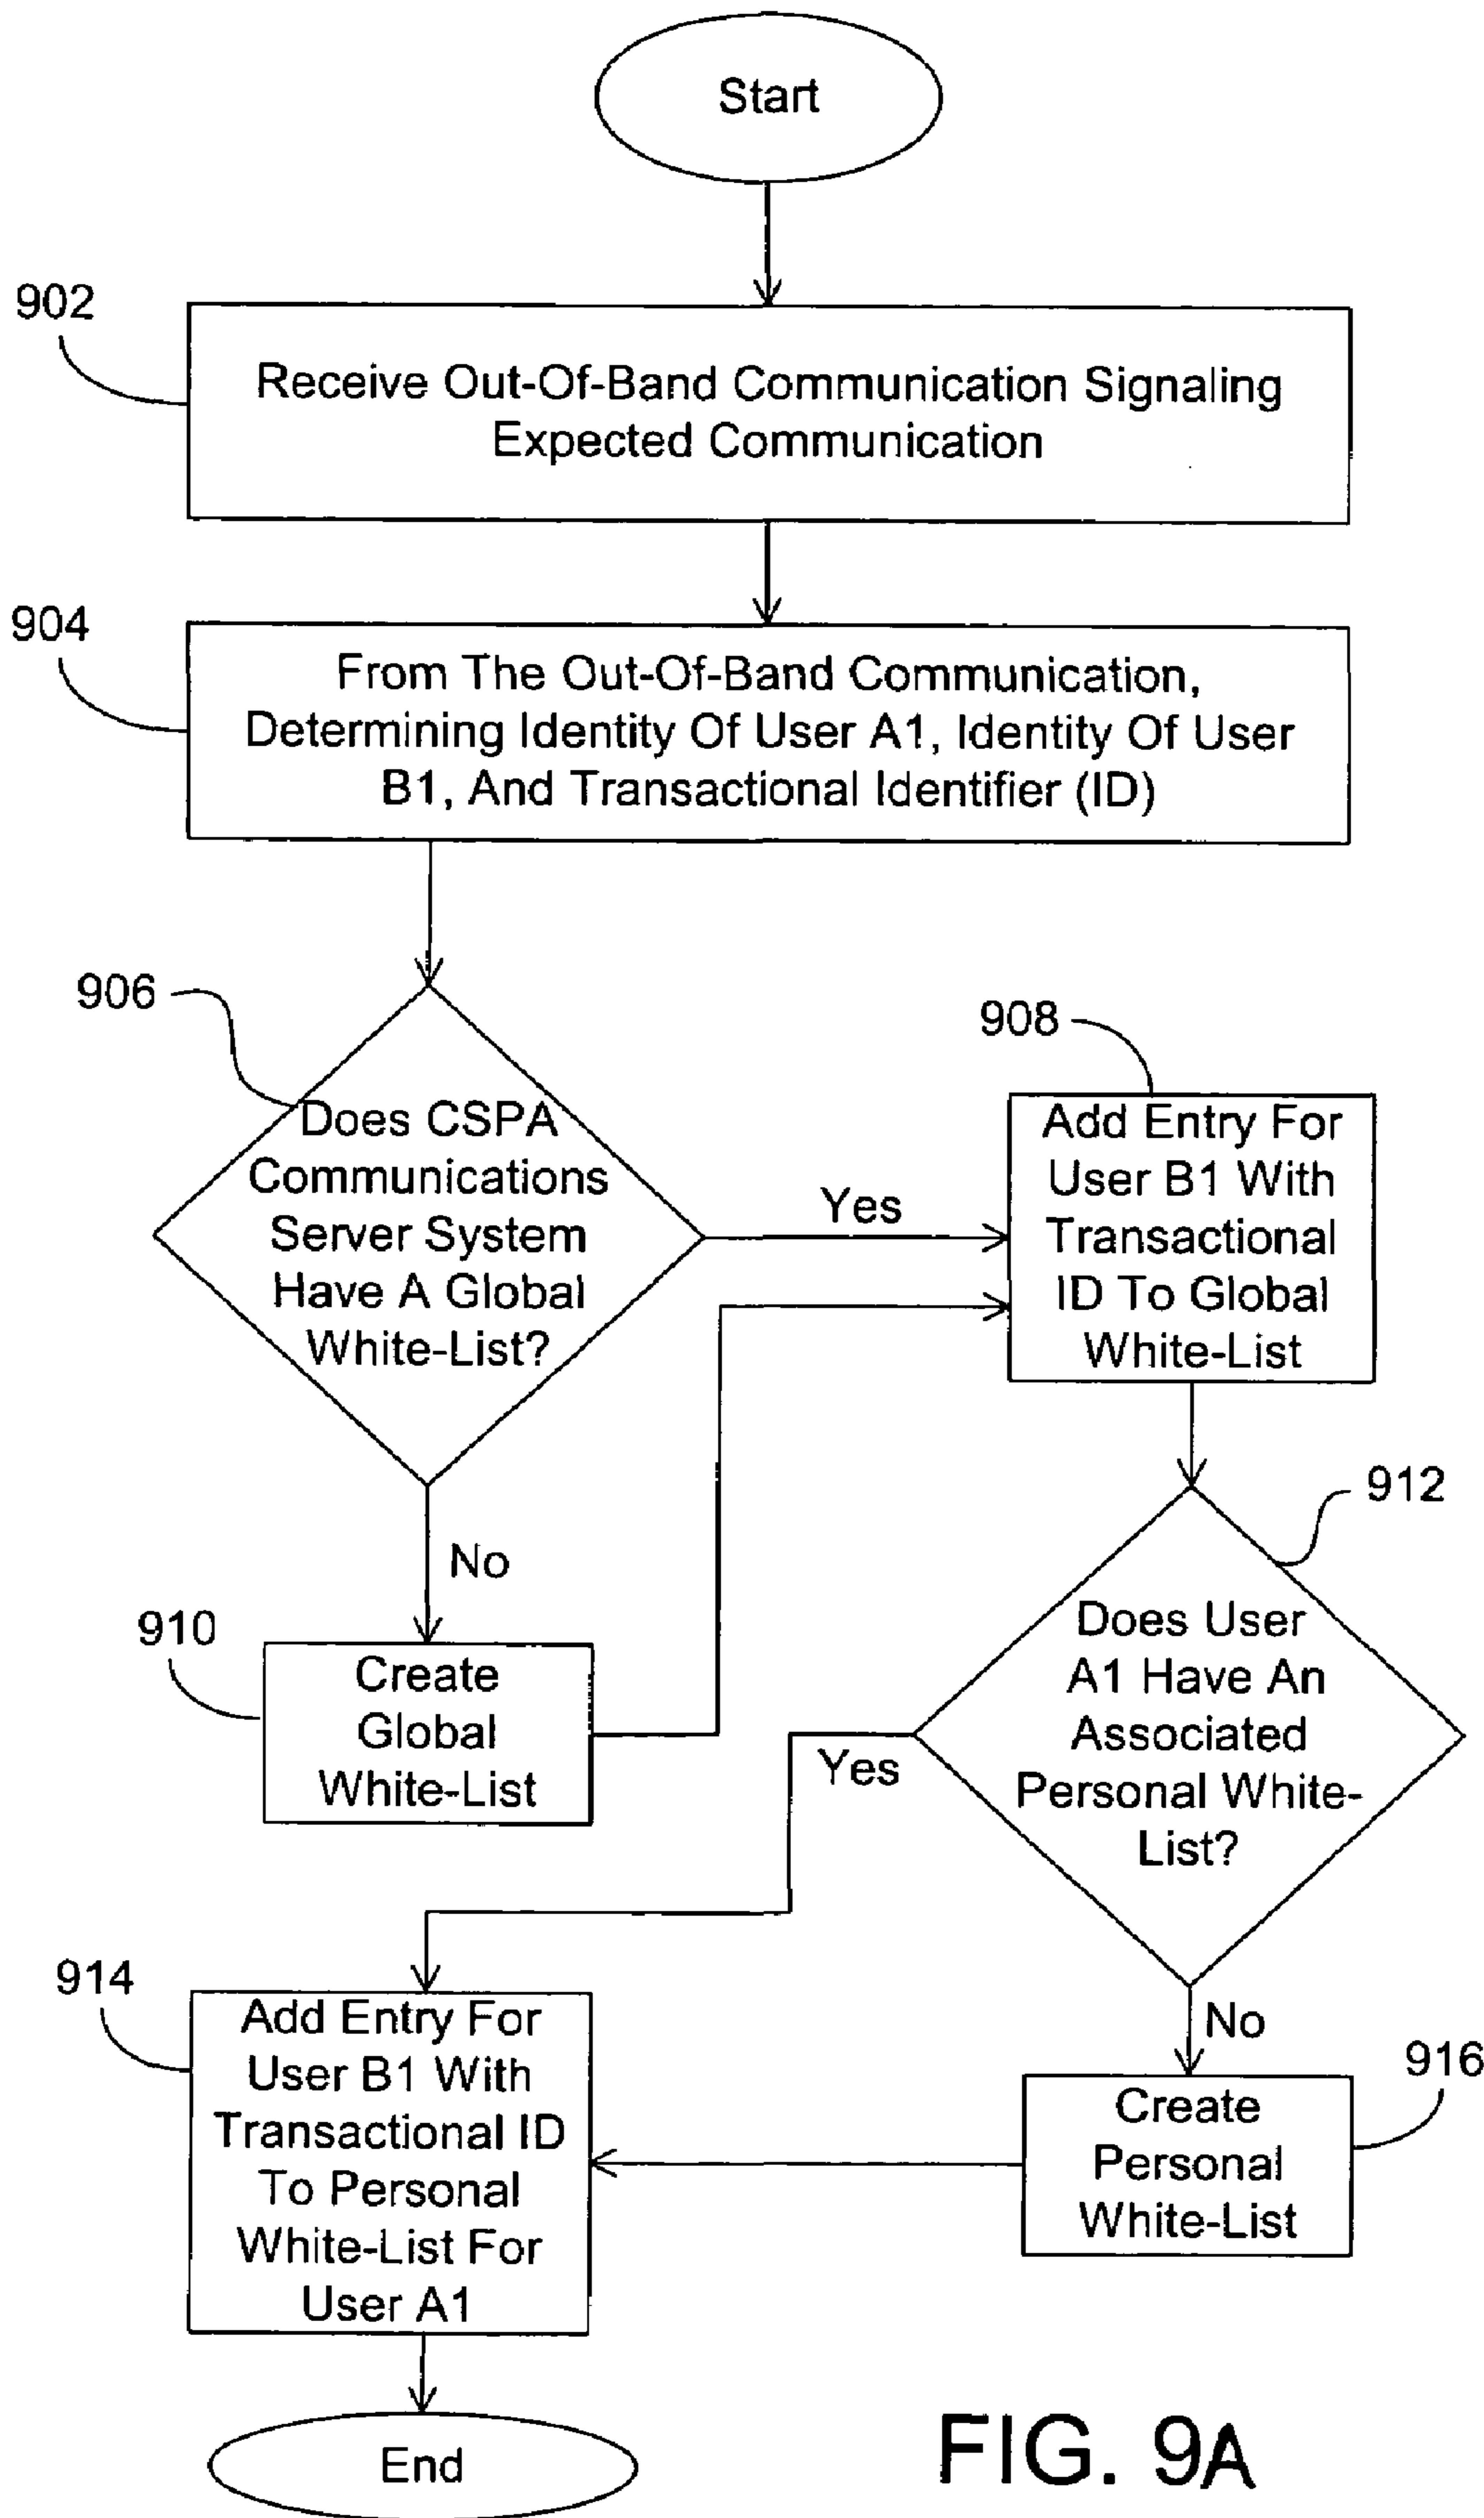 Start
902
Receive Out-Of-Band Communication Signaling
Expected Communication
904
From The Out-Of-Band Communication,
Determining Identity Of User A1, Identity Of User
B1, And Transactional Identifier (ID)
906
Does CSPA
Communications
Server System
Have A Global
White-List?
Yes
908
Add Entry For
User B1 With
Transactional
ID To Global
White-List
No
910
Create
Global
White-List
912
Does User
A1 Have An
Associated
Personal White-
List?
Yes
914
Add Entry For
User B1 With
Transactional ID
To Personal
White-List For
User A1
No
916
Create
Personal
White-List
End
FIG. 9A